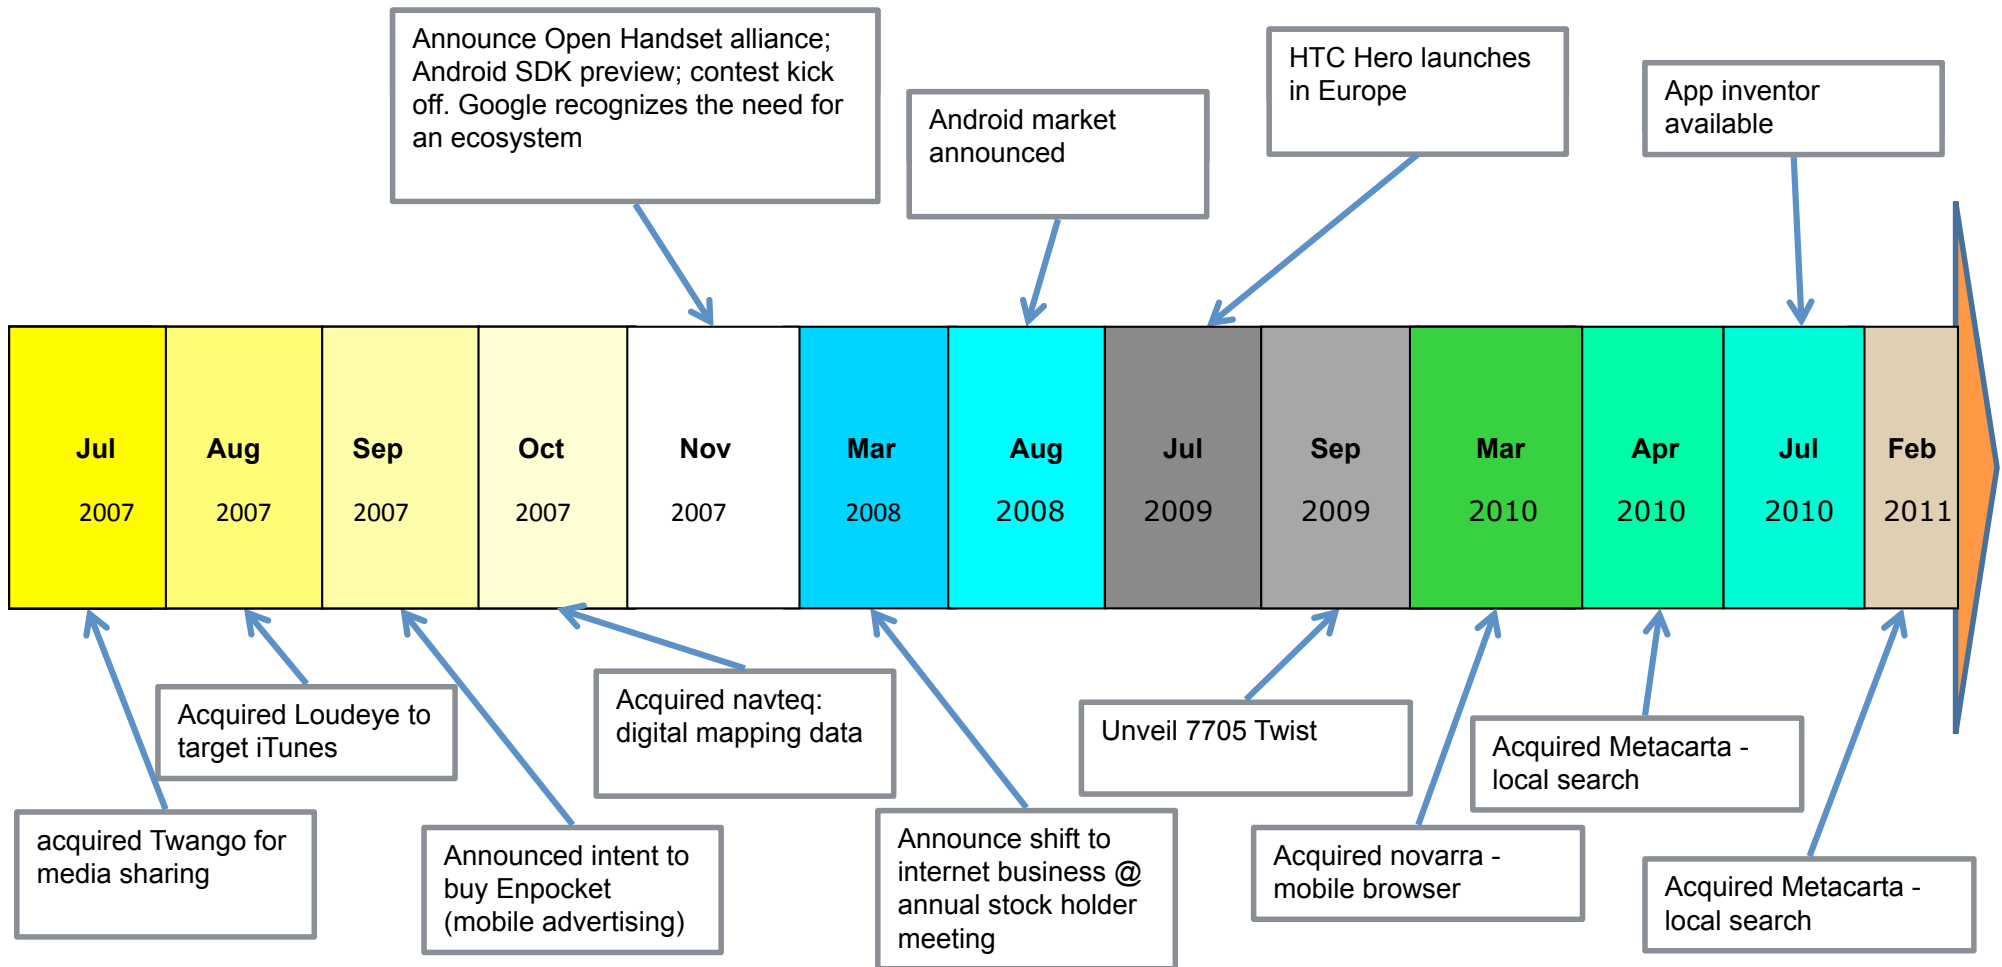 Announce Open Handset alliance;
Android SDK preview; contest kick
off. Google recognizes the need for
an ecosystem
Android market
announced
HTC Hero launches
in Europe
App inventor
available
Jul
2007
Aug
2007
Sep
2007
Oct
2007
Nov
2007
Mar
2008
Aug
2008
Jul
2009
Sep
2009
Mar
2010
Apr
2010
Jul
2010
Feb
2011
acquired Twango for
media sharing
Acquired Loudeye to
target iTunes
Announced intent to
buy Enpocket
(mobile advertising)
Acquired navteq:
digital mapping data
Announce shift to
internet business @
annual stock holder
meeting
Unveil 7705 Twist
Acquired novarra -
mobile browser
Acquired Metacarta -
local search
Acquired Metacarta -
local search